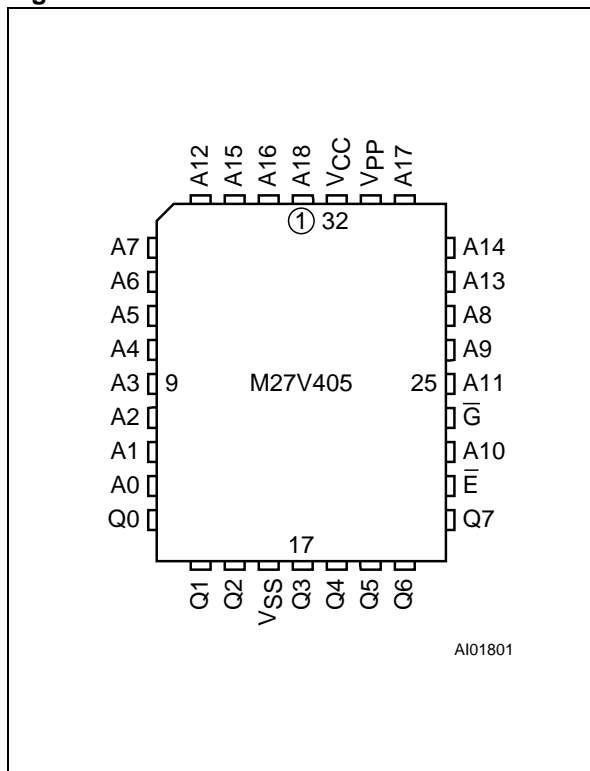 A12 A15 A16 A18 VCC VPP A17
1 32
A7 A14
A6 A13
A5 A8
A4 A9
A3 9 M27V405 25 A11
A2 G̅
A1 A10
A0 E̅
Q0 Q7
17
Q1 Q2 VSS Q3 Q4 Q5 Q6
AI01801